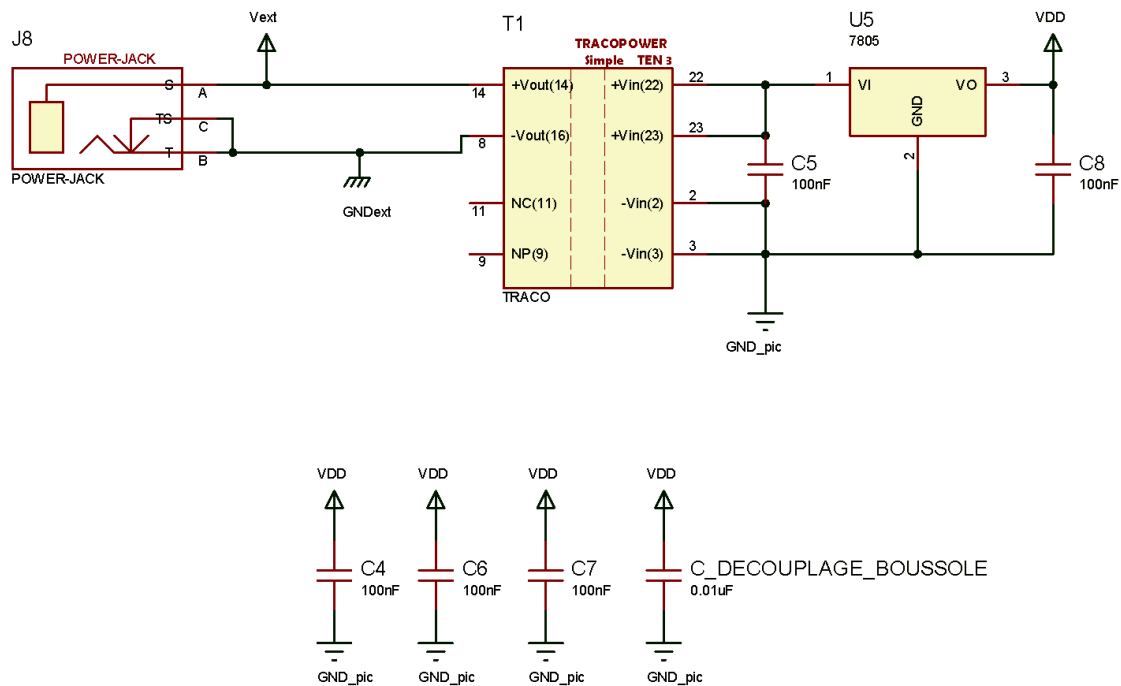 J8
POWER-JACK
S
A
TS
C
T
B
POWER-JACK
Vext
GNDext
T1
TRACOPOWER
Simple TEN 3
14
+Vout(14)
+Vin(22)
22
8
-Vout(16)
+Vin(23)
23
11
NC(11)
-Vin(2)
2
9
NP(9)
-Vin(3)
3
TRACO
C5
100nF
GND_pic
U5
7805
1
VI
VO
3
GND
2
VDD
C8
100nF
VDD
VDD
VDD
VDD
C4
100nF
C6
100nF
C7
100nF
C_DECOUPLAGE_BOUSSOLE
0.01uF
GND_pic
GND_pic
GND_pic
GND_pic